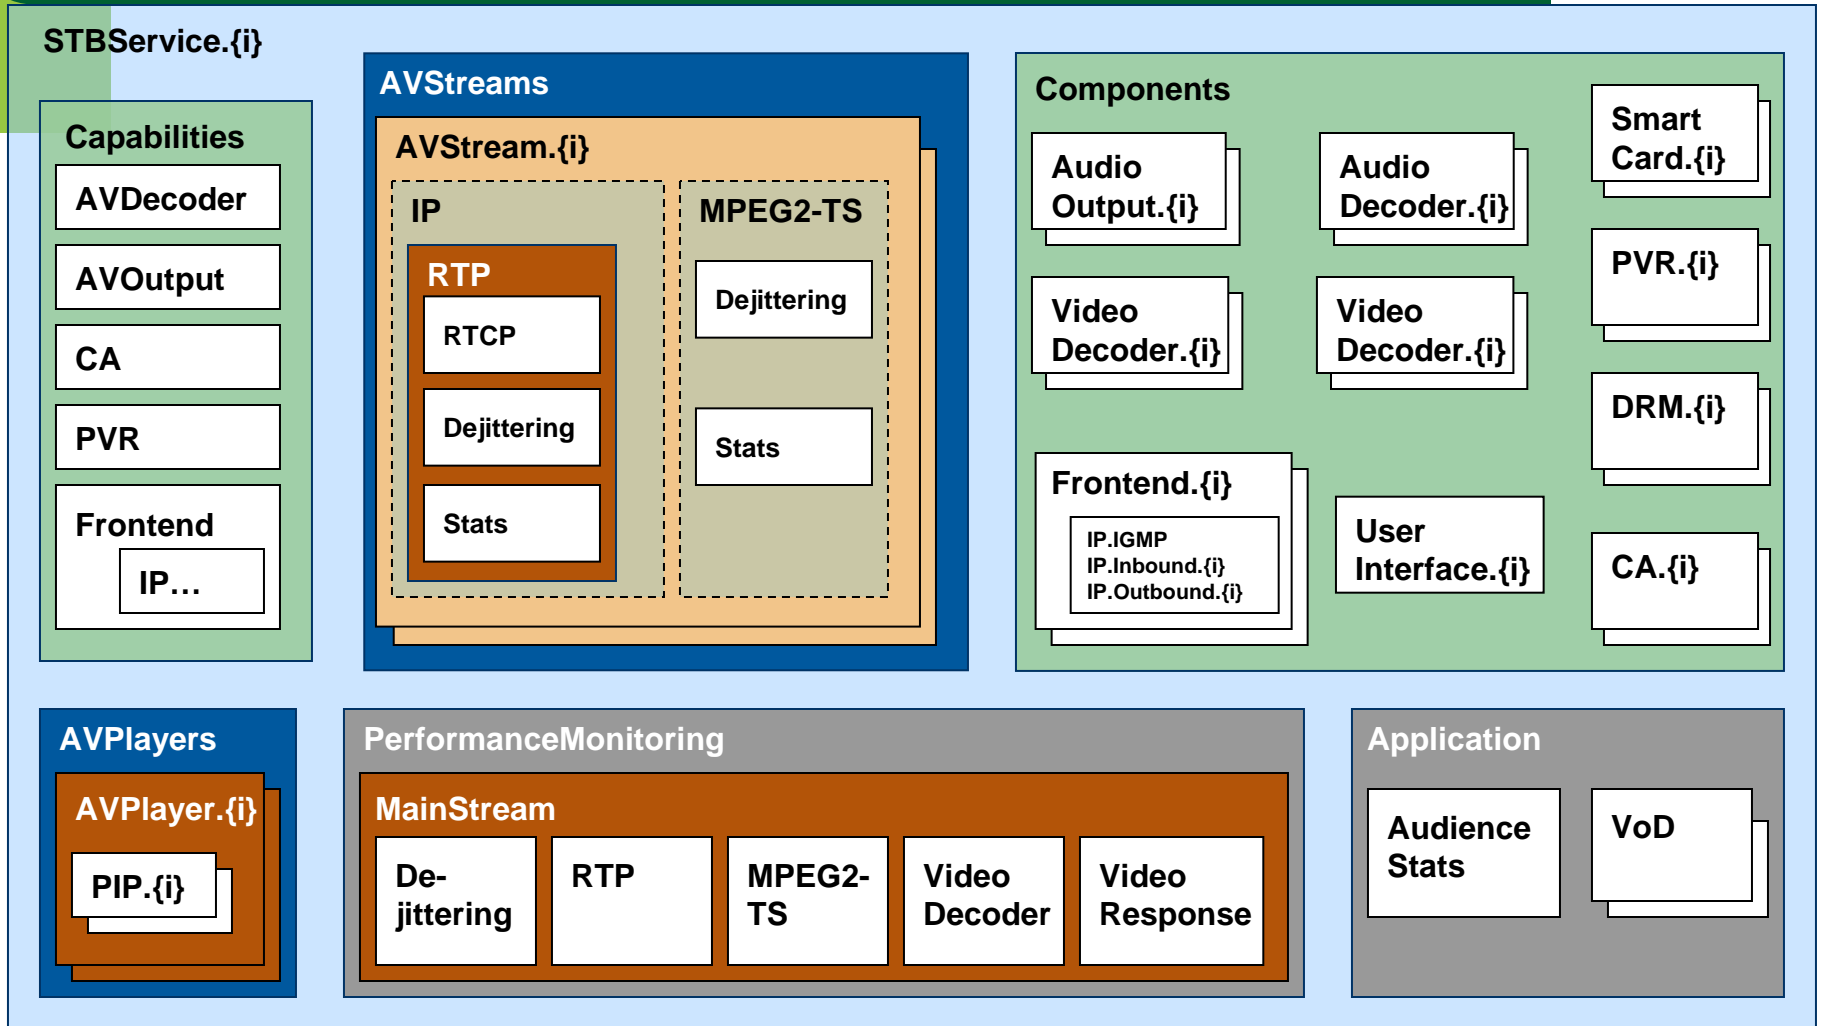 STBService.{i}
Capabilities
AVDecoder
AVOutput
CA
PVR
Frontend
IP…
AVStreams
AVStream.{i}
IP
RTP
RTCP
Dejittering
Stats
MPEG2-TS
Dejittering
Stats
Components
Audio
Output.{i}
Audio
Decoder.{i}
Smart
Card.{i}
Video
Decoder.{i}
Video
Decoder.{i}
PVR.{i}
DRM.{i}
Frontend.{i}
IP.IGMP
IP.Inbound.{i}
IP.Outbound.{i}
User
Interface.{i}
CA.{i}
AVPlayers
AVPlayer.{i}
PIP.{i}
PerformanceMonitoring
MainStream
De-
jittering
RTP
MPEG2-
TS
Video
Decoder
Video
Response
Application
Audience
Stats
VoD